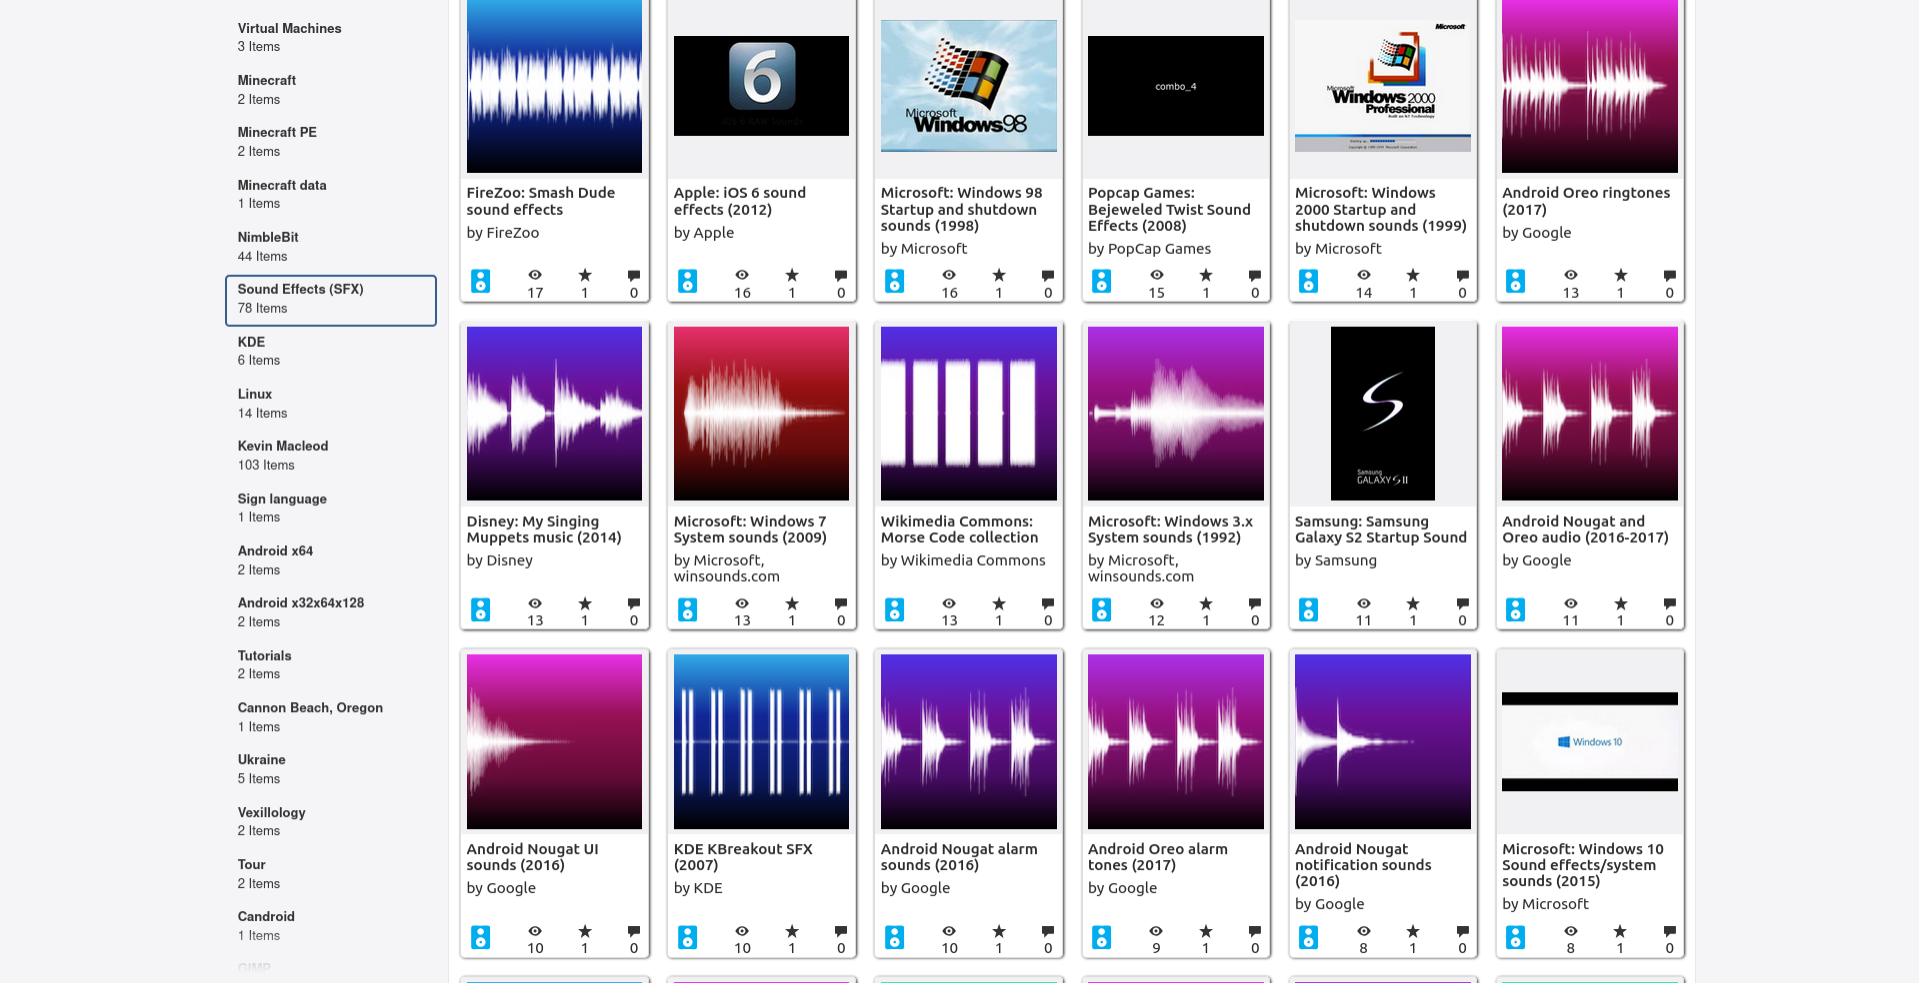 Virtual Machines
3 Items
Minecraft
2 Items
Minecraft PE
2 Items
Minecraft data
1 Items
NimbleBit
44 Items
Sound Effects (SFX)
78 Items
KDE
6 Items
Linux
14 Items
Kevin Macleod
103 Items
Sign language
1 Items
Android x64
2 Items
Android x32x64x128
2 Items
Tutorials
2 Items
Cannon Beach, Oregon
1 Items
Ukraine
5 Items
Vexillology
2 Items
Tour
2 Items
Candroid
1 Items
GIMP
6
iOS 6 RAW Sounds
Microsoft
Windows98
combo_4
Microsoft
Microsoft
Windows 2000
Professional
Built on NT Technology
FireZoo: Smash Dude
sound effects
by FireZoo
17 1 0
Apple: iOS 6 sound
effects (2012)
by Apple
16 1 0
Microsoft: Windows 98
Startup and shutdown
sounds (1998)
by Microsoft
16 1 0
Popcap Games:
Bejeweled Twist Sound
Effects (2008)
by PopCap Games
15 1 0
Microsoft: Windows
2000 Startup and
shutdown sounds (1999)
by Microsoft
14 1 0
Android Oreo ringtones
(2017)
by Google
13 1 0
Disney: My Singing
Muppets music (2014)
by Disney
13 1 0
Microsoft: Windows 7
System sounds (2009)
by Microsoft,
winsounds.com
13 1 0
Wikimedia Commons:
Morse Code collection
by Wikimedia Commons
13 1 0
Microsoft: Windows 3.x
System sounds (1992)
by Microsoft,
winsounds.com
12 1 0
Samsung
GALAXY S II
Samsung: Samsung
Galaxy S2 Startup Sound
by Samsung
11 1 0
Android Nougat and
Oreo audio (2016-2017)
by Google
11 1 0
Android Nougat UI
sounds (2016)
by Google
10 1 0
KDE KBreakout SFX
(2007)
by KDE
10 1 0
Android Nougat alarm
sounds (2016)
by Google
10 1 0
Android Oreo alarm
tones (2017)
by Google
9 1 0
Android Nougat
notification sounds
(2016)
by Google
8 1 0
Windows 10
Microsoft: Windows 10
Sound effects/system
sounds (2015)
by Microsoft
8 1 0